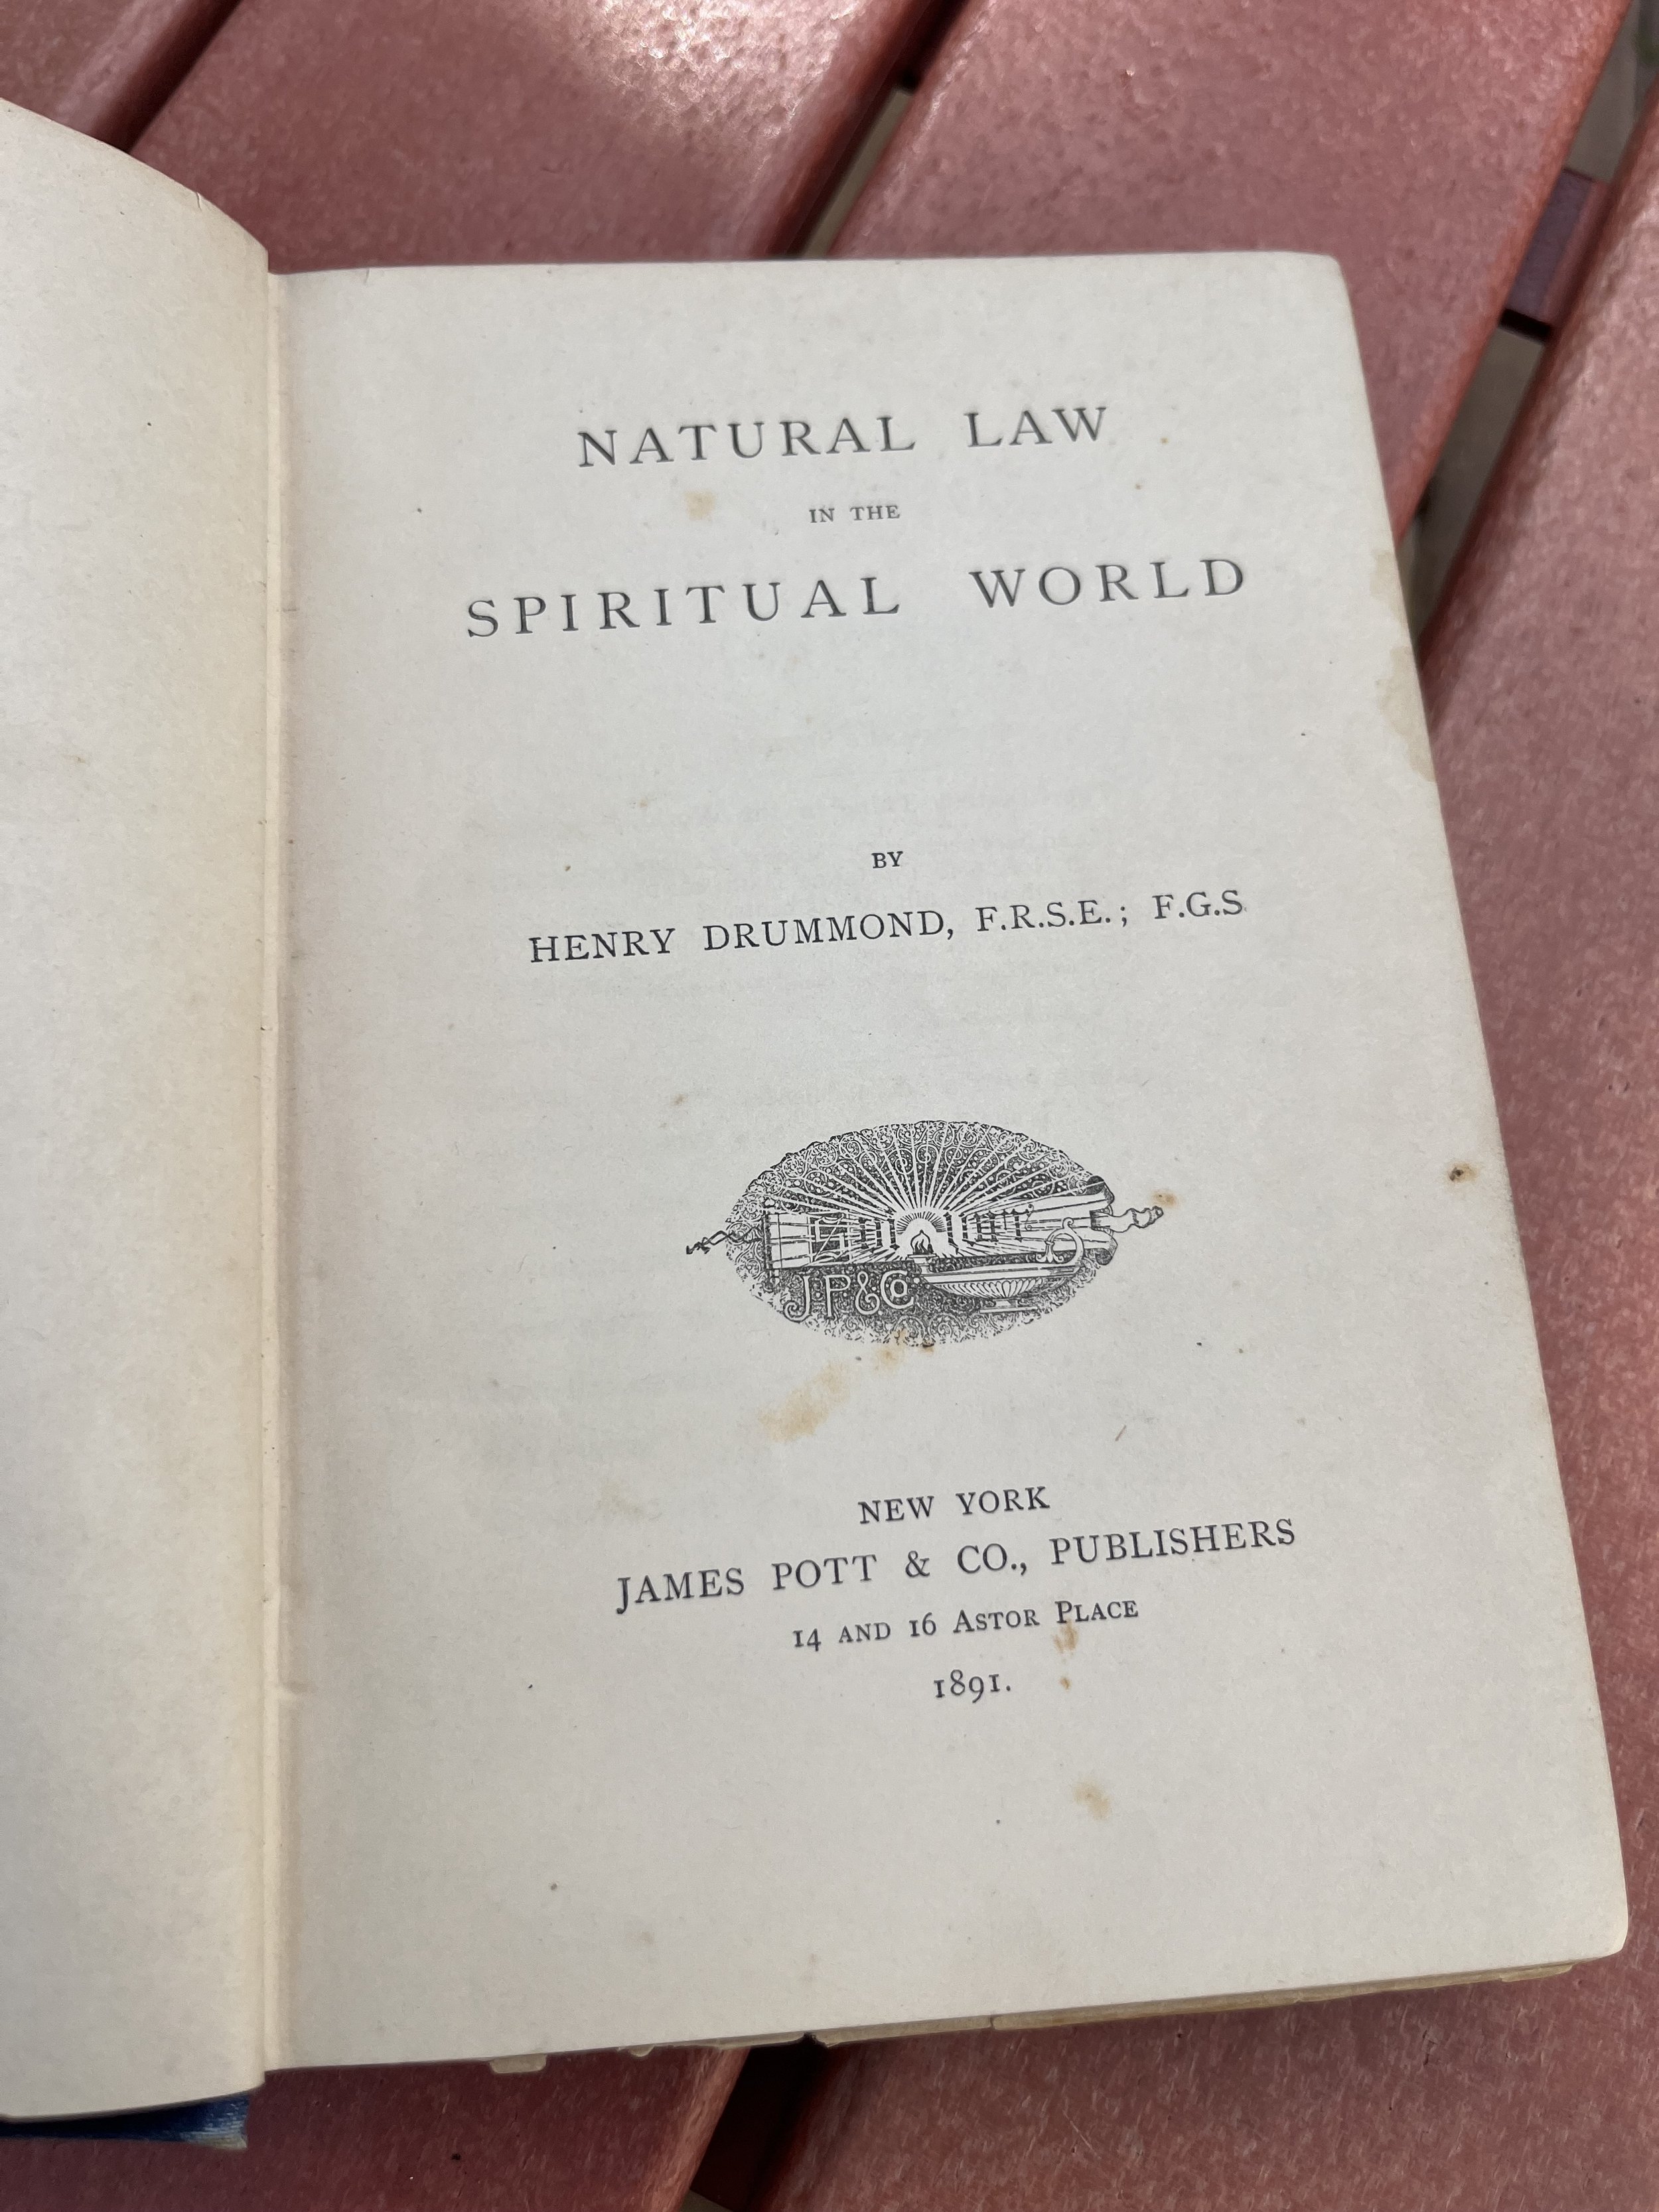 NATURAL LAW
IN THE
SPIRITUAL WORLD
BY
HENRY DRUMMOND, F.R.S.E.; F.G.S.
J.P.&Co.
NEW YORK
JAMES POTT & CO., PUBLISHERS
14 AND 16 ASTOR PLACE
1891.